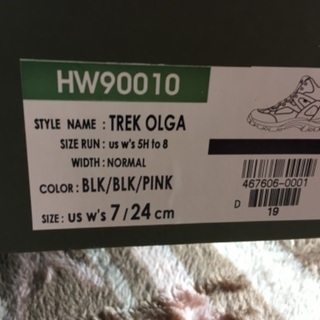 HW90010
STYLE NAME : TREK OLGA
SIZE RUN : us w's 5H to 8
WIDTH : NORMAL
COLOR : BLK/BLK/PINK
SIZE : us w's 7 / 24 cm
467606-0001
D 19